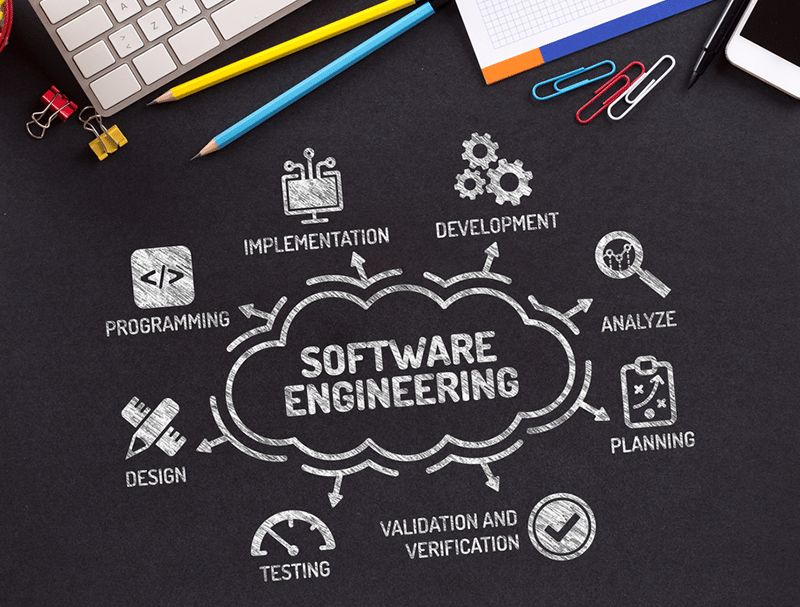 IMPLEMENTATION
DEVELOPMENT
PROGRAMMING
ANALYZE
SOFTWARE
ENGINEERING
PLANNING
DESIGN
VALIDATION AND
VERIFICATION
TESTING